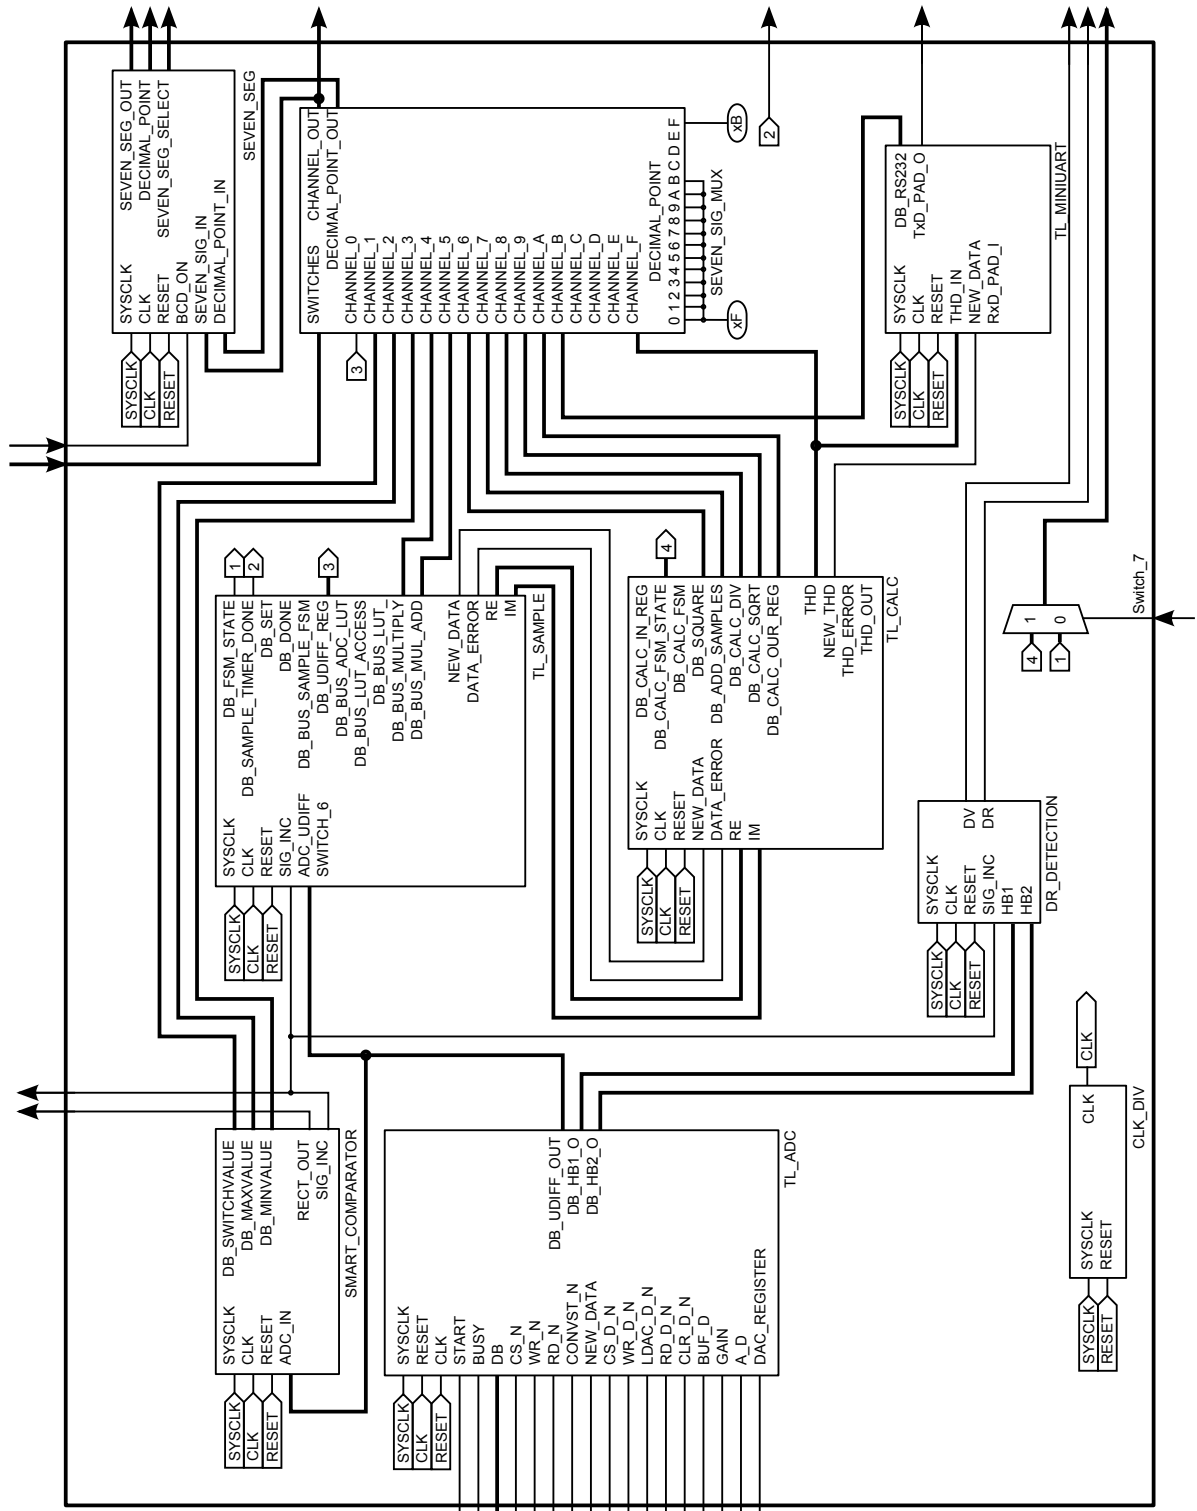 SYSCLK
CLK
RESET
SYSCLK
CLK
RESET
BCD_ON
SEVEN_SIG_IN
DECIMAL_POINT_IN
SEVEN_SEG_OUT
DECIMAL_POINT
SEVEN_SEG_SELECT
SEVEN_SEG
SWITCHES
CHANNEL_OUT
DECIMAL_POINT_OUT
CHANNEL_0
CHANNEL_1
CHANNEL_2
CHANNEL_3
CHANNEL_4
CHANNEL_5
CHANNEL_6
CHANNEL_7
CHANNEL_8
CHANNEL_9
CHANNEL_A
CHANNEL_B
CHANNEL_C
CHANNEL_D
CHANNEL_E
CHANNEL_F
DECIMAL_POINT
0 1 2 3 4 5 6 7 8 9 A B C D E F
SEVEN_SIG_MUX
xF
xB
3
2
SYSCLK
CLK
RESET
SYSCLK
CLK
RESET
THD_IN
NEW_DATA
RxD_PAD_I
DB_RS232
TxD_PAD_O
TL_MINIUART
SYSCLK
CLK
RESET
SYSCLK
CLK
RESET
SIG_INC
ADC_UDIFF
SWITCH_6
DB_FSM_STATE
DB_SAMPLE_TIMER_DONE
DB_SET
DB_DONE
DB_BUS_SAMPLE_FSM
DB_UDIFF_REG
DB_BUS_ADC_LUT
DB_BUS_LUT_ACCESS
DB_BUS_LUT_
DB_BUS_MULTIPLY
DB_BUS_MUL_ADD
NEW_DATA
DATA_ERROR
RE
IM
TL_SAMPLE
1
2
3
SYSCLK
CLK
RESET
SYSCLK
CLK
RESET
NEW_DATA
DATA_ERROR
RE
IM
DB_CALC_IN_REG
DB_CALC_FSM_STATE
DB_CALC_FSM
DB_SQUARE
DB_ADD_SAMPLES
DB_CALC_DIV
DB_CALC_SQRT
DB_CALC_OUR_REG
THD
NEW_THD
THD_ERROR
THD_OUT
TL_CALC
4
4
1
1
0
Switch_7
SYSCLK
CLK
RESET
SYSCLK
CLK
RESET
SIG_INC
HB1
HB2
DV
DR
DR_DETECTION
SYSCLK
CLK
RESET
SYSCLK
CLK
RESET
ADC_IN
DB_SWITCHVALUE
DB_MAXVALUE
DB_MINVALUE
RECT_OUT
SIG_INC
SMART_COMPARATOR
SYSCLK
CLK
RESET
SYSCLK
RESET
CLK
START
BUSY
DB
CS_N
WR_N
RD_N
CONVST_N
NEW_DATA
CS_D_N
WR_D_N
LDAC_D_N
RD_D_N
CLR_D_N
BUF_D
GAIN
A_D
DAC_REGISTER
DB_UDIFF_OUT
DB_HB1_O
DB_HB2_O
TL_ADC
SYSCLK
RESET
SYSCLK
RESET
CLK
CLK
CLK_DIV